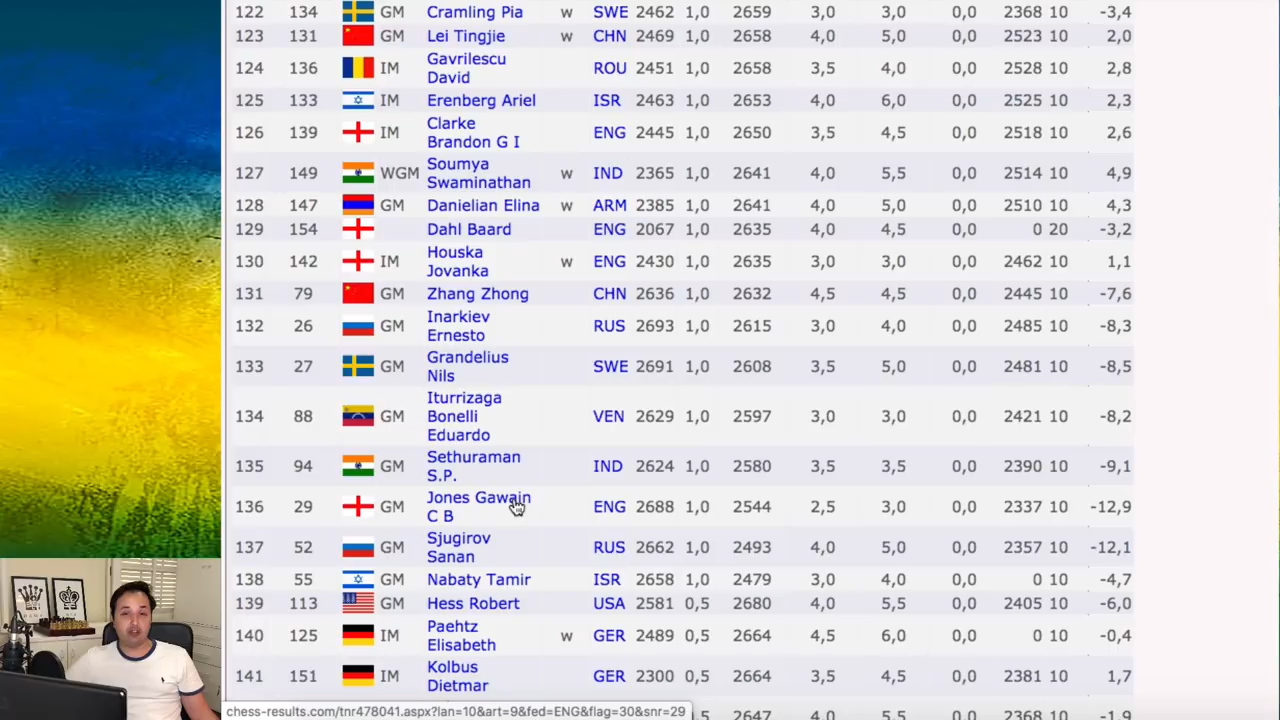 122 134 GM Cramling Pia w SWE 2462 1,0 2659 3,0 3,0 0,0 2368 10 -3,4
123 131 GM Lei Tingjie w CHN 2469 1,0 2658 4,0 5,0 0,0 2523 10 2,0
124 136 IM Gavrilescu David ROU 2451 1,0 2658 3,5 4,0 0,0 2528 10 2,8
125 133 IM Erenberg Ariel ISR 2463 1,0 2653 4,0 6,0 0,0 2525 10 2,3
126 139 IM Clarke Brandon G I ENG 2445 1,0 2650 3,5 4,5 0,0 2518 10 2,6
127 149 WGM Soumya Swaminathan w IND 2365 1,0 2641 4,0 5,5 0,0 2514 10 4,9
128 147 GM Danielian Elina w ARM 2385 1,0 2641 4,0 5,0 0,0 2510 10 4,3
129 154 Dahl Baard ENG 2067 1,0 2635 4,0 4,5 0,0 0 20 -3,2
130 142 IM Houska Jovanka w ENG 2430 1,0 2635 3,0 3,0 0,0 2462 10 1,1
131 79 GM Zhang Zhong CHN 2636 1,0 2632 4,5 4,5 0,0 2445 10 -7,6
132 26 GM Inarkiev Ernesto RUS 2693 1,0 2615 3,0 4,0 0,0 2485 10 -8,3
133 27 GM Grandelius Nils SWE 2691 1,0 2608 3,5 5,0 0,0 2481 10 -8,5
134 88 GM Iturrizaga Bonelli Eduardo VEN 2629 1,0 2597 3,0 3,0 0,0 2421 10 -8,2
135 94 GM Sethuraman S.P. IND 2624 1,0 2580 3,5 3,5 0,0 2390 10 -9,1
136 29 GM Jones Gawain C B ENG 2688 1,0 2544 2,5 3,0 0,0 2337 10 -12,9
137 52 GM Sjugirov Sanan RUS 2662 1,0 2493 4,0 5,0 0,0 2357 10 -12,1
138 55 GM Nabaty Tamir ISR 2658 1,0 2479 3,0 4,0 0,0 0 10 -4,7
139 113 GM Hess Robert USA 2581 0,5 2680 4,5 5,5 0,0 2405 10 -6,0
140 125 IM Paehtz Elisabeth w GER 2489 0,5 2664 4,5 6,0 0,0 0 10 -0,4
141 151 IM Kolbus Dietmar GER 2300 0,5 2664 3,5 4,5 0,0 2381 10 1,7
5 2647 4,0 5,5 0,0 2368 10 -1,9
chess-results.com/tnr478041.aspx?lan=10&art=9&fed=ENG&flag=30&snr=29